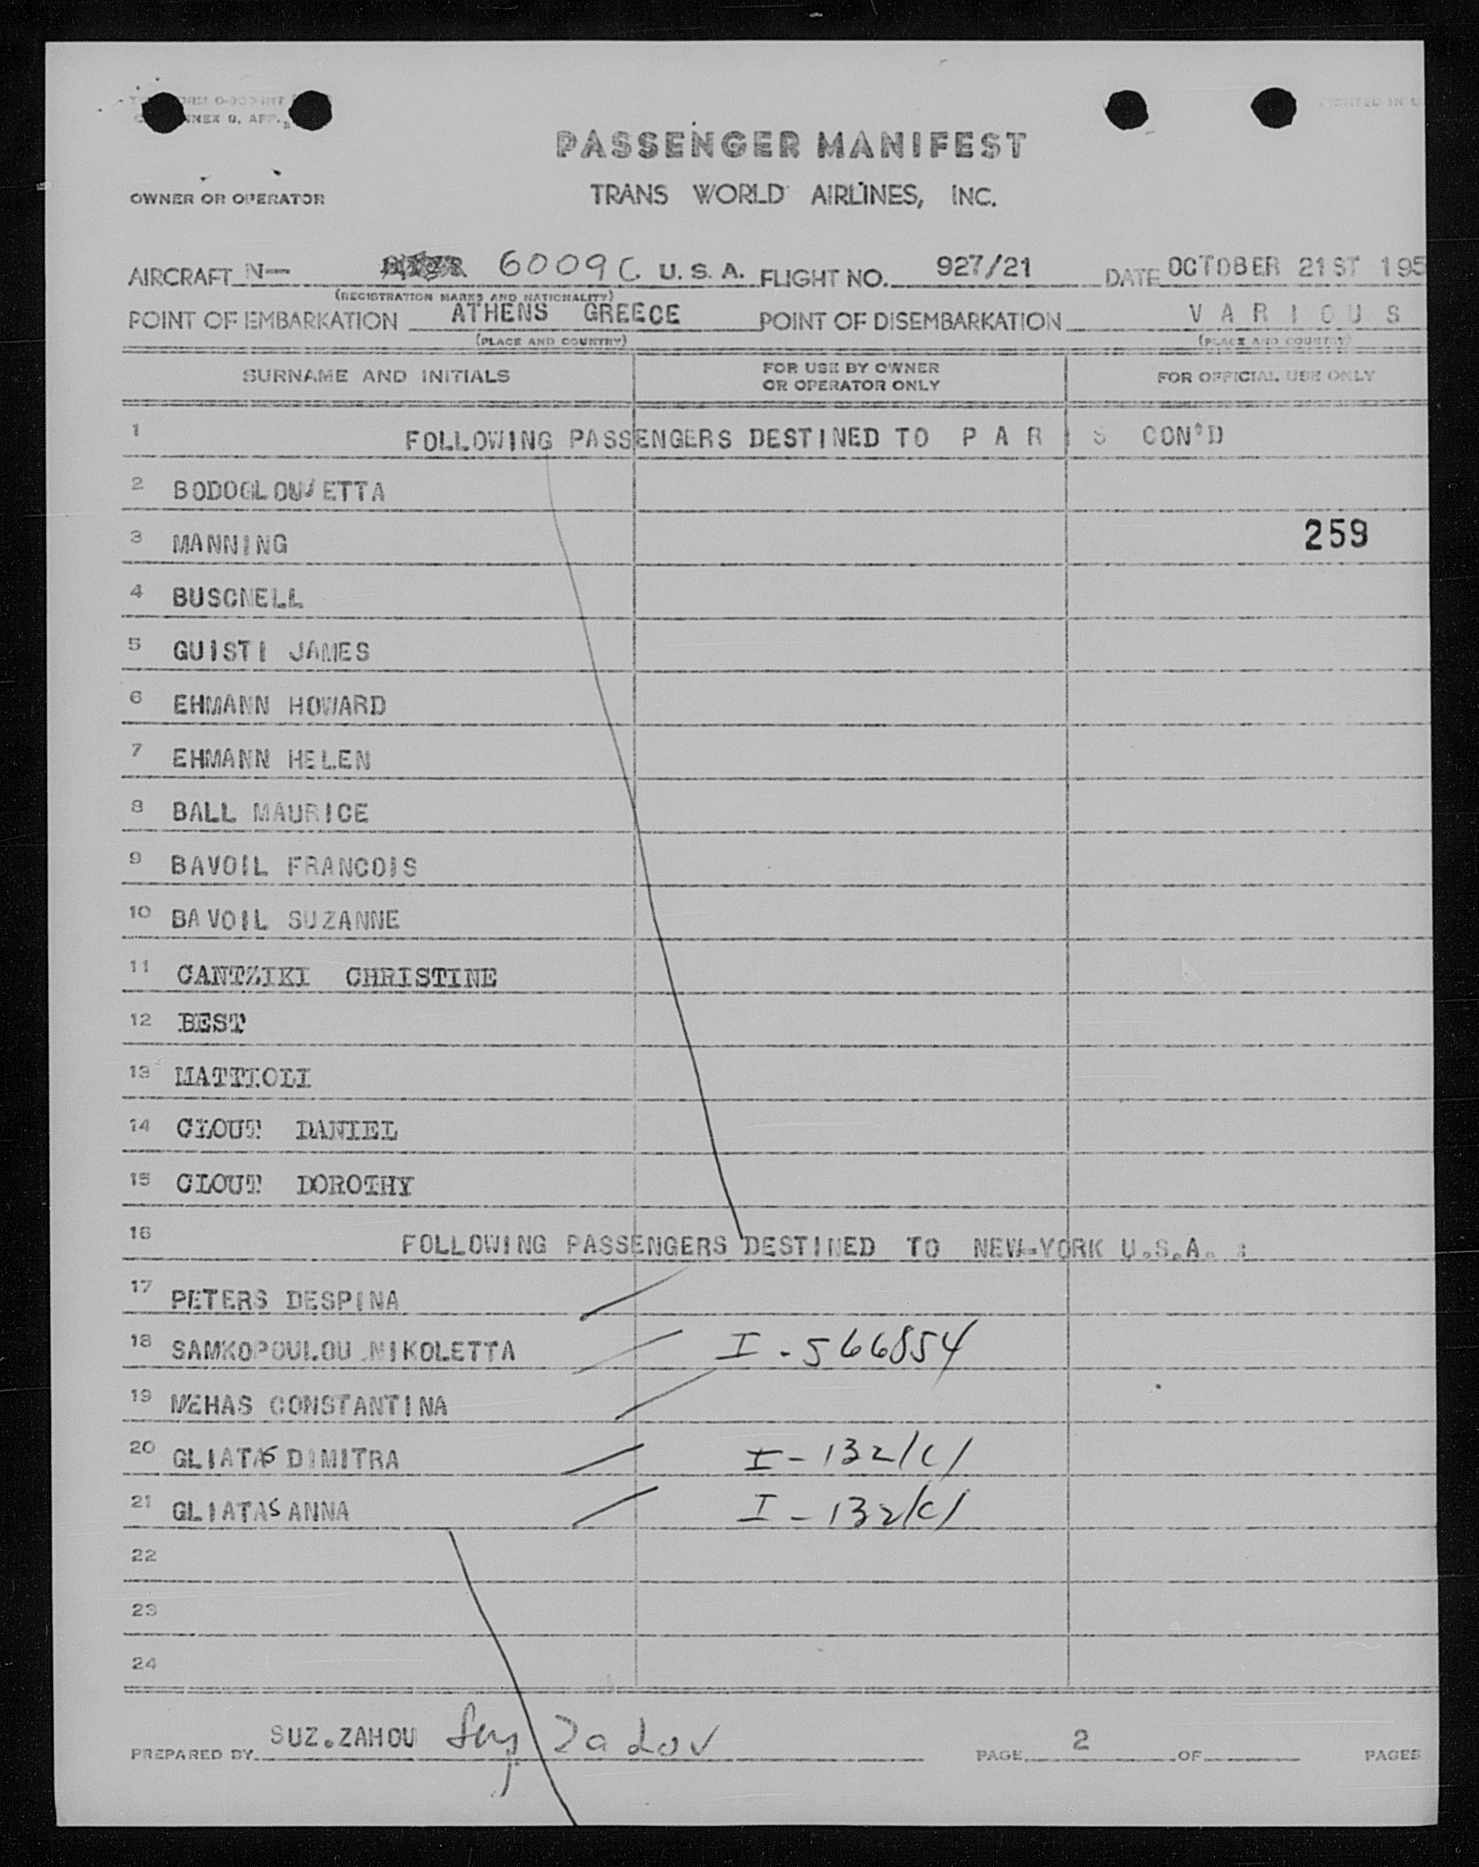 FORM
ANNEX 9, APP.
PRINTED IN U
PASSENGER MANIFEST
OWNER OR OPERATOR
TRANS WORLD AIRLINES, INC.
AIRCRAFT N- 6009C U. S. A. FLIGHT NO. 927/21 DATE OCTOBER 21ST 195
(REGISTRATION MARKS AND NATIONALITY)
POINT OF EMBARKATION ATHENS GREECE POINT OF DISEMBARKATION V A R I O U S
(PLACE AND COUNTRY) (PLACE AND COUNTRY)
SURNAME AND INITIALS FOR USE BY OWNER OR OPERATOR ONLY FOR OFFICIAL USE ONLY
1 FOLLOWING PASSENGERS DESTINED TO P A R I S CON'D
2 BODOGLOU ETTA
3 MANNING 259
4 BUSCNELL
5 GUISTI JAMES
6 EHMANN HOWARD
7 EHMANN HELEN
8 BALL MAURICE
9 BAVOIL FRANCOIS
10 BAVOIL SUZANNE
11 CANTZIKI CHRISTINE
12 BEST
13 MATTIOLI
14 CLOUT DANIEL
15 CLOUT DOROTHY
16 FOLLOWING PASSENGERS DESTINED TO NEW-YORK U.S.A. :
17 PETERS DESPINA
18 SAMKOPOULOU NIKOLETTA I-566854
19 MEHAS CONSTANTINA
20 GLIATAS DIMITRA I-132/C/
21 GLIATAS ANNA I-132/C/
22
23
24
PREPARED BY SUZ.ZAHOU PAGE 2 OF PAGES